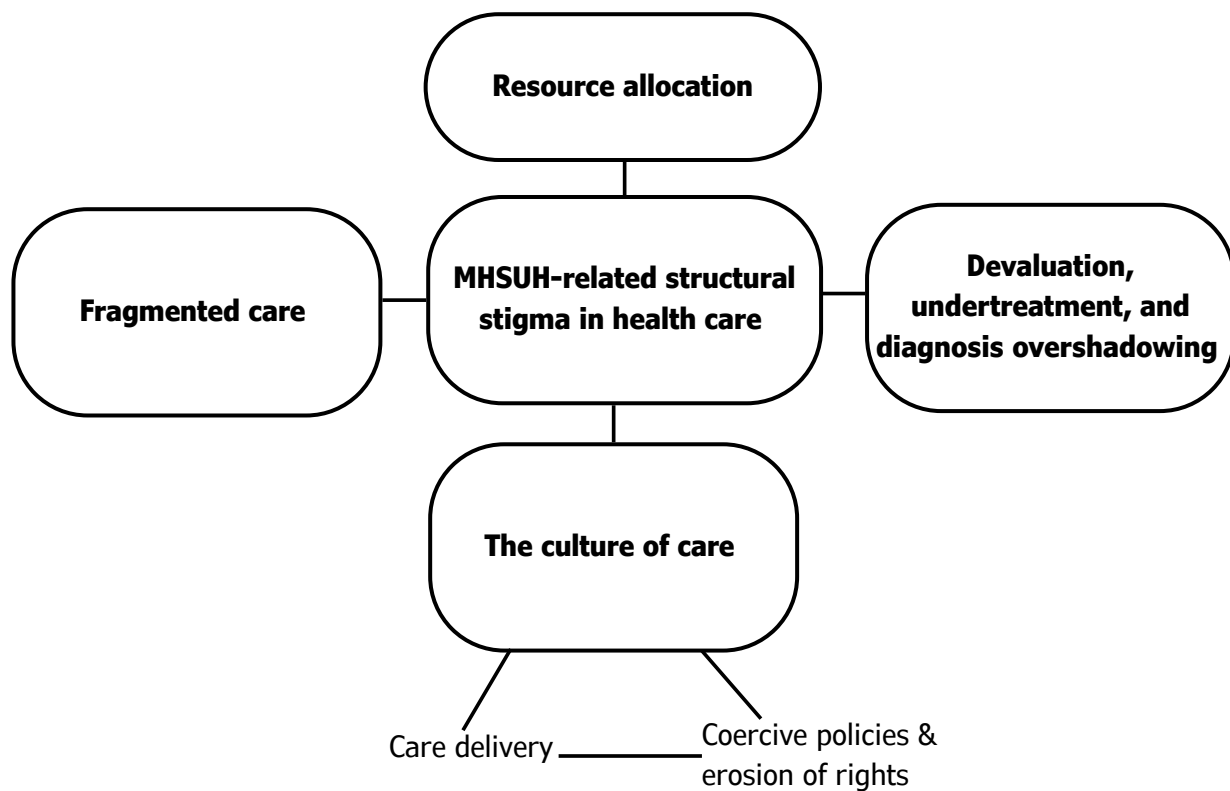 Resource allocation
Fragmented care
MHSUH-related structural
stigma in health care
Devaluation,
undertreatment, and
diagnosis overshadowing
The culture of care
Care delivery
Coercive policies &
erosion of rights